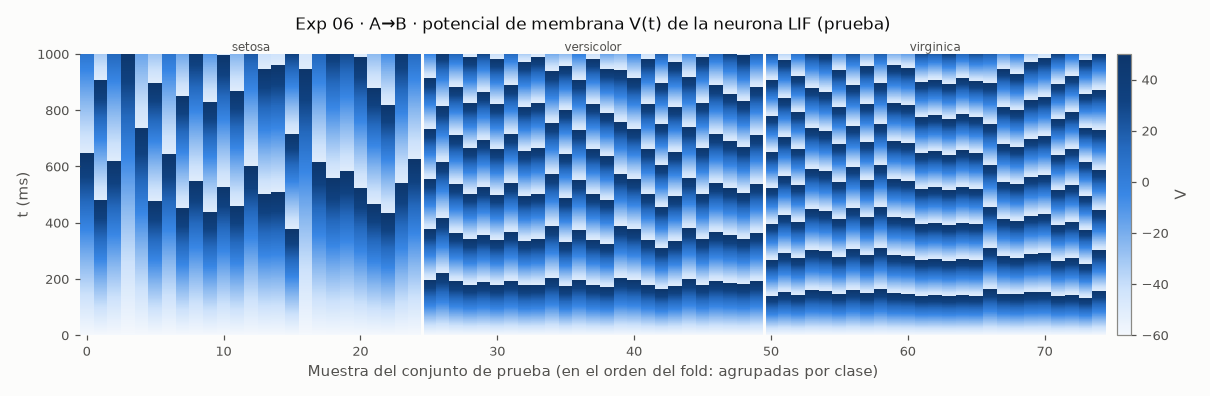 Exp 06 · A→B · potencial de membrana V(t) de la neurona LIF (prueba)
setosa versicolor virginica
1000
800
600
400
200
0
t (ms)
0 10 20 30 40 50 60 70
Muestra del conjunto de prueba (en el orden del fold: agrupadas por clase)
40
20
0
−20
−40
−60
V